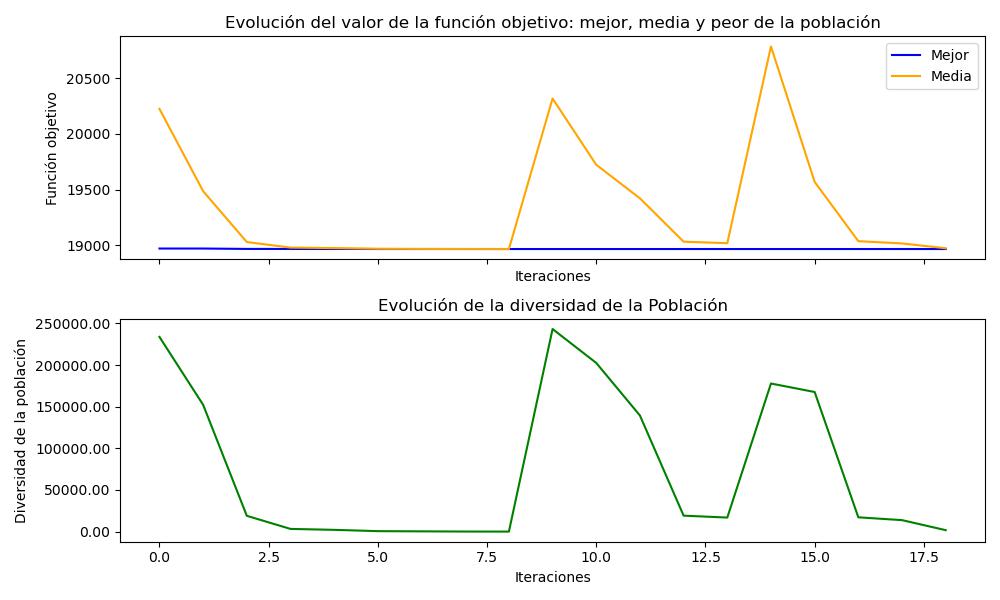 Evolución del valor de la función objetivo: mejor, media y peor de la población
Función objetivo
20500
20000
19500
19000
Mejor
Media
Iteraciones
Evolución de la diversidad de la Población
Diversidad de la población
250000.00
200000.00
150000.00
100000.00
50000.00
0.00
0.0 2.5 5.0 7.5 10.0 12.5 15.0 17.5
Iteraciones